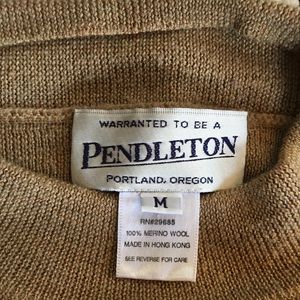 WARRANTED TO BE A
PENDLETON
PORTLAND, OREGON
M
RN#29685
100% MERINO WOOL
MADE IN HONG KONG
SEE REVERSE FOR CARE